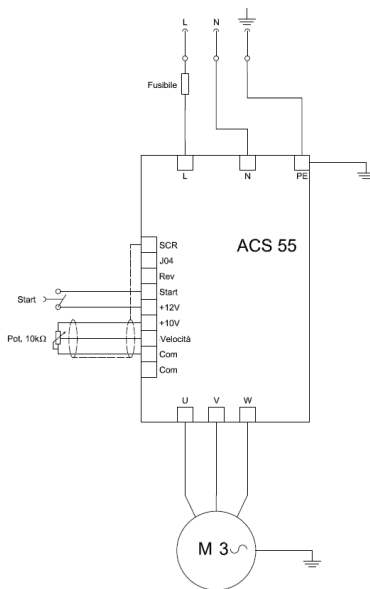 L N
Fusibile
L N PE
ACS 55
SCR
J04
Rev
Start
Start
+12V
+10V
Pot. 10kΩ
Velocità
Com
Com
U V W
M 3